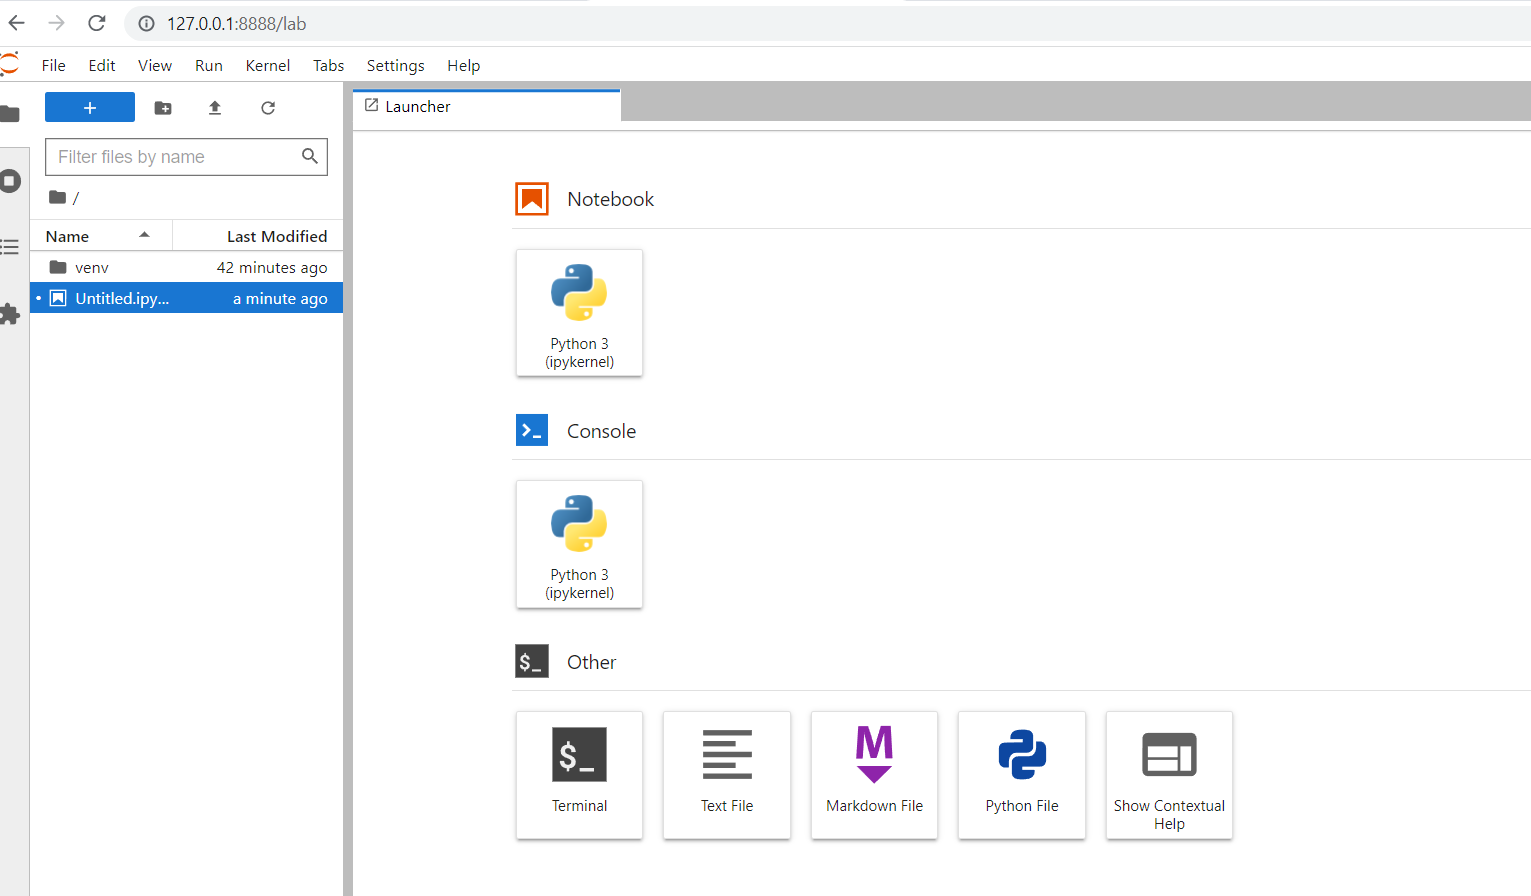 127.0.0.1:8888/lab
File Edit View Run Kernel Tabs Settings Help
+
Filter files by name
/
Name Last Modified
venv 42 minutes ago
Untitled.ipy... a minute ago
Launcher
Notebook
Python 3
(ipykernel)
Console
Python 3
(ipykernel)
$_ Other
$_
M
Terminal Text File Markdown File Python File Show Contextual
Help